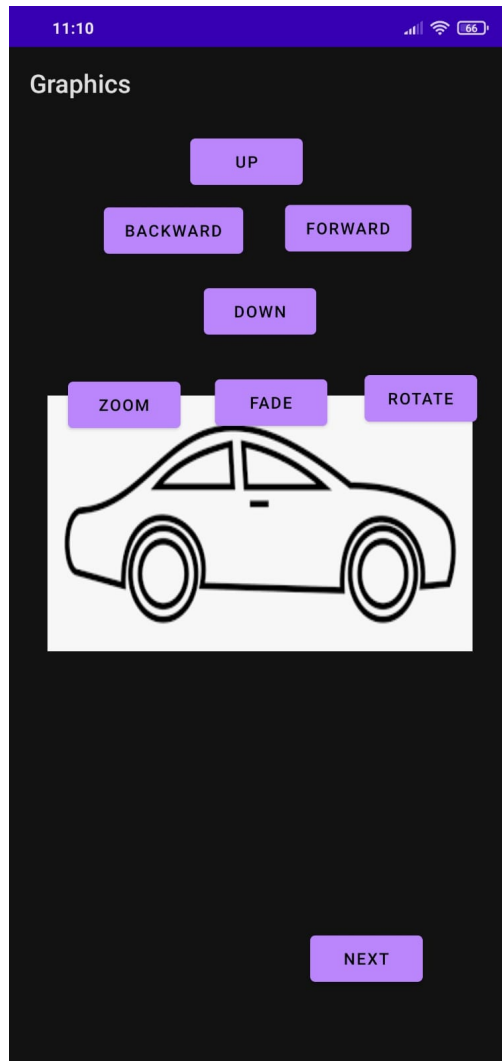 11:10
66
Graphics
UP
BACKWARD FORWARD
DOWN
ZOOM FADE ROTATE
NEXT